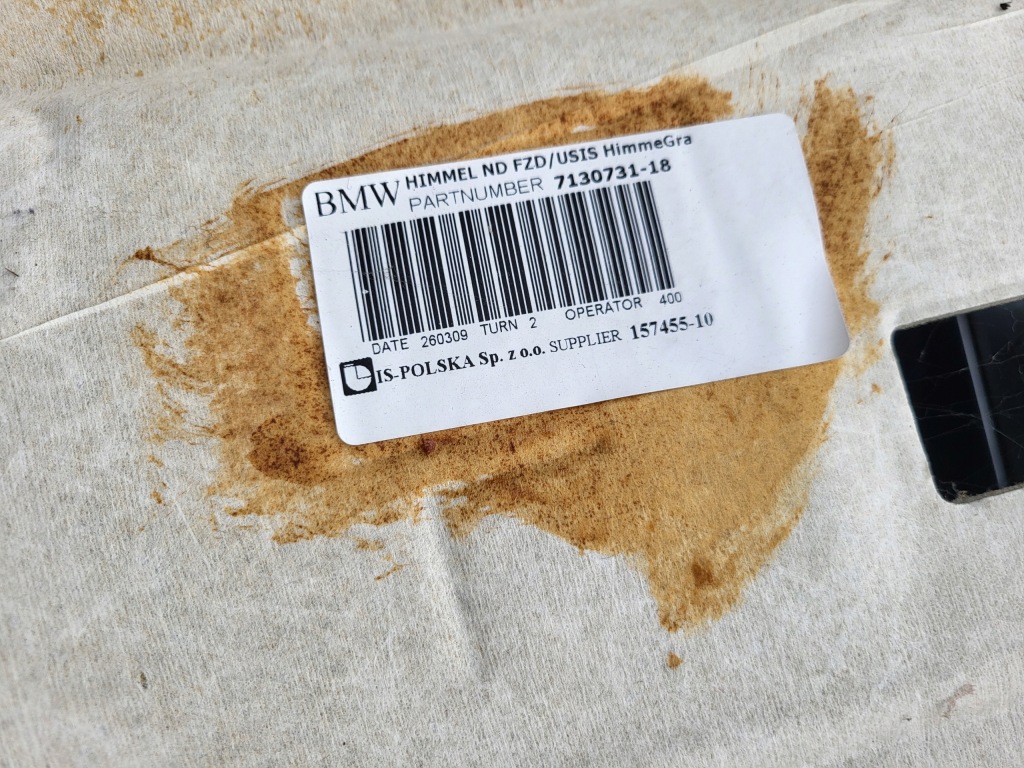 BMW HIMMEL ND FZD/USIS HimmeGra
PARTNUMBER 7130731-18
DATE 260309 TURN 2 OPERATOR 400
IS-POLSKA Sp. z o.o. SUPPLIER 157455-10